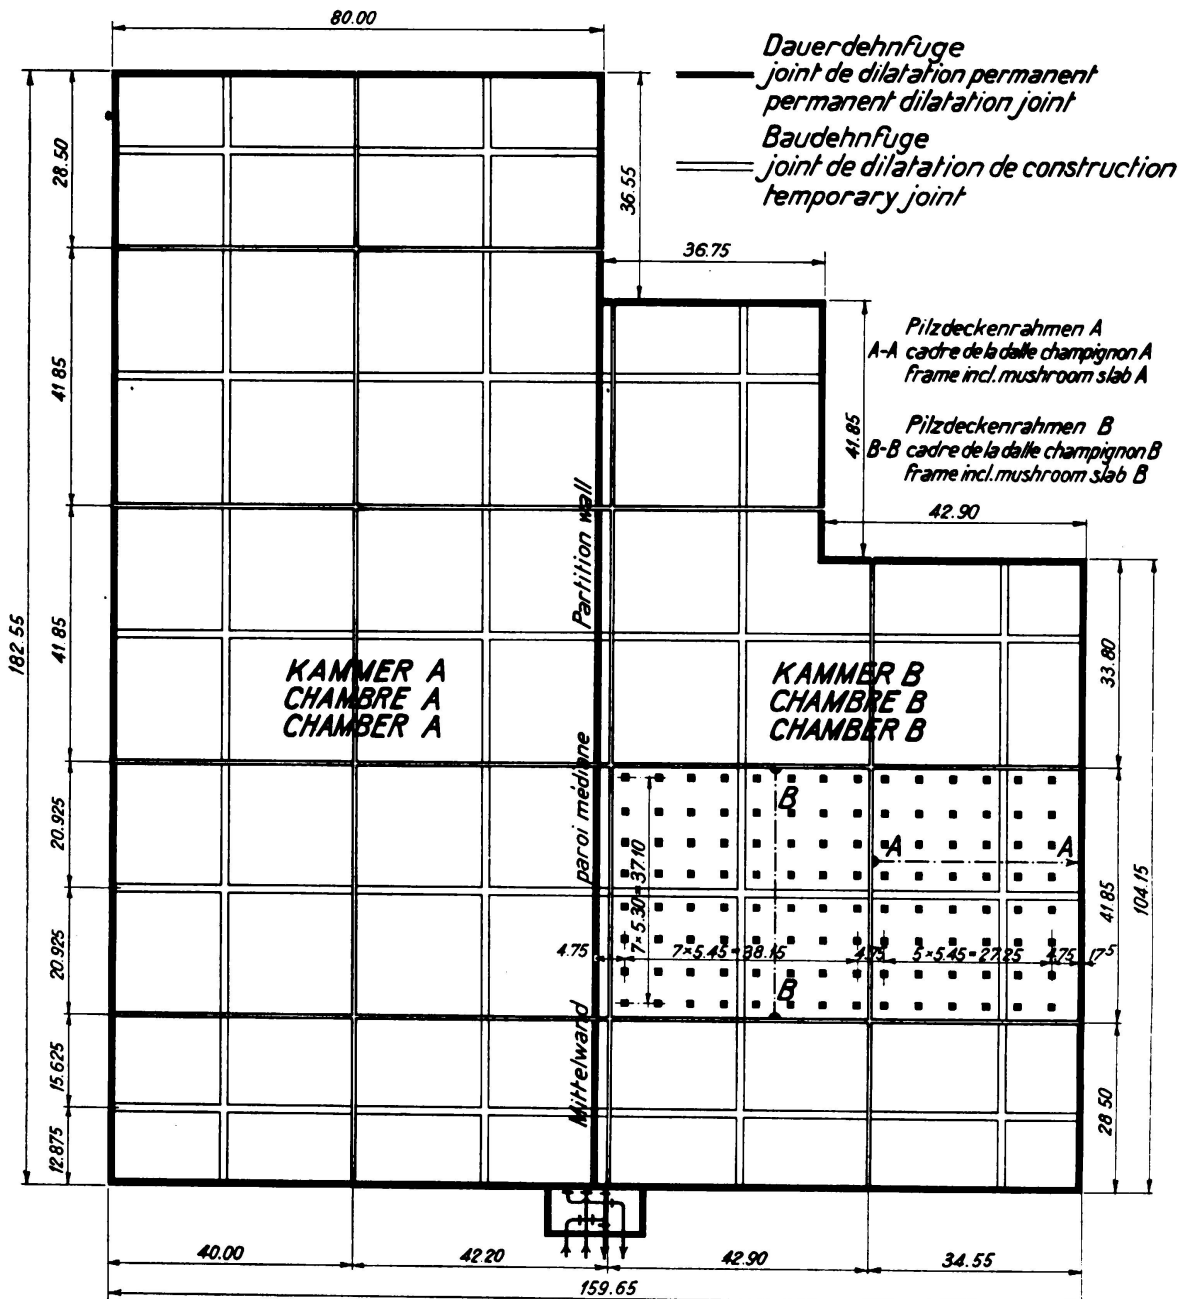 80.00
Dauerdehnfuge
joint de dilatation permanent
permanent dilatation joint
Baudehnfuge
joint de dilatation de construction
temporary joint
28.50
36.55
36.75
Pilzdeckenrahmen A
A-A cadre de la dalle champignon A
frame incl. mushroom slab A
41.85
41.85
Pilzdeckenrahmen B
B-B cadre de la dalle champignon B
frame incl. mushroom slab B
42.90
Mittelwand paroi médiane Partition wall
182.55
41.85
33.80
KAMMER A
CHAMBRE A
CHAMBER A
KAMMER B
CHAMBRE B
CHAMBER B
20.925
B
A
A
7×5.30=37.10
41.85
104.15
20.925
4.75
7×5.45=38.15
4.75
5×5.45=27.25
4.75
17⁵
B
15.625
12.875
28 50
40.00
42.20
42.90
34.55
159.65